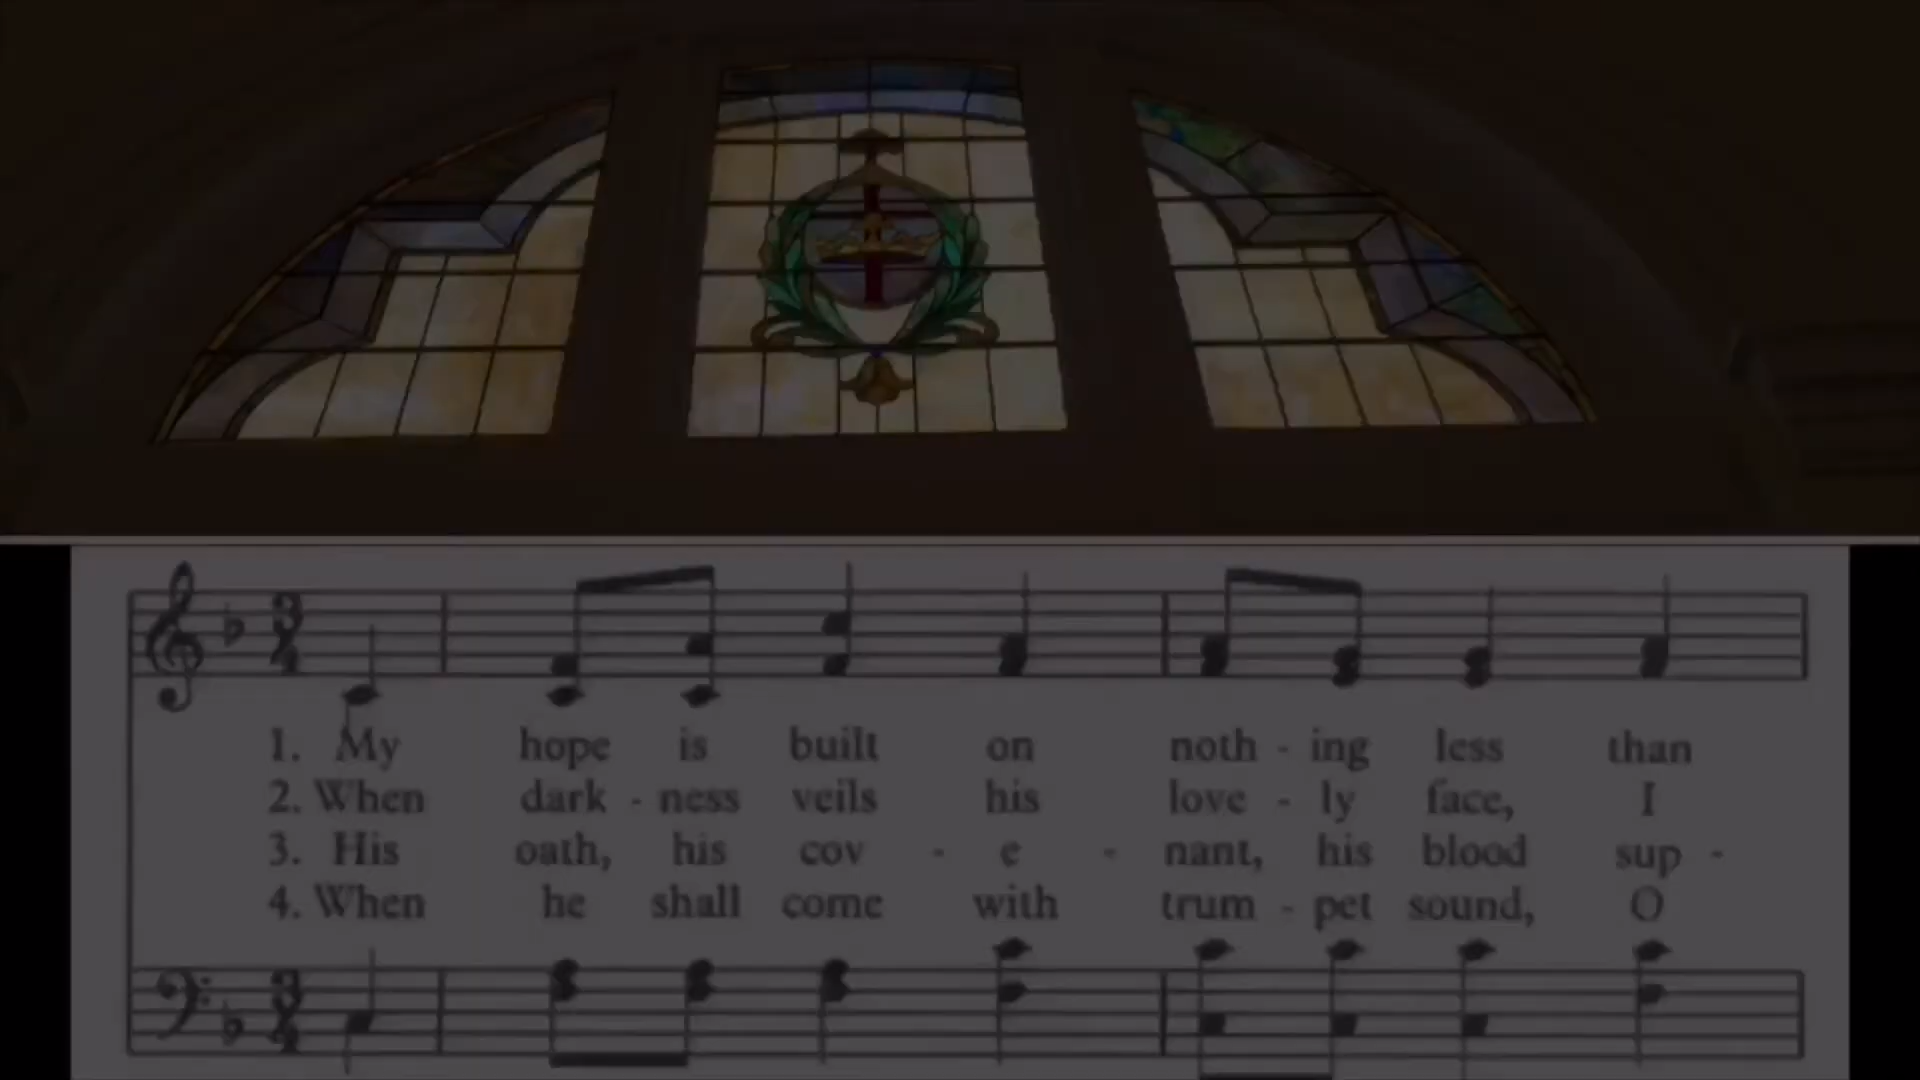 1. My hope is built on noth - ing less than
2. When dark - ness veils his love - ly face, I
3. His oath, his cov - e - nant, his blood sup -
4. When he shall come with trum - pet sound, O